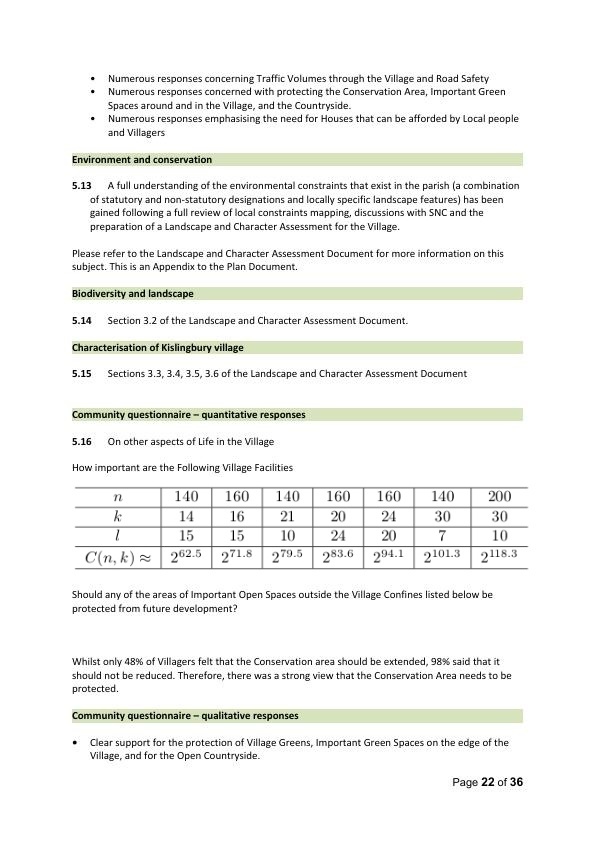 • Numerous responses concerning Traffic Volumes through the Village and Road Safety
• Numerous responses concerned with protecting the Conservation Area, Important Green
Spaces around and in the Village, and the Countryside.
• Numerous responses emphasising the need for Houses that can be afforded by Local people
and Villagers
Environment and conservation
5.13 A full understanding of the environmental constraints that exist in the parish (a combination
of statutory and non-statutory designations and locally specific landscape features) has been
gained following a full review of local constraints mapping, discussions with SNC and the
preparation of a Landscape and Character Assessment for the Village.
Please refer to the Landscape and Character Assessment Document for more information on this
subject. This is an Appendix to the Plan Document.
Biodiversity and landscape
5.14 Section 3.2 of the Landscape and Character Assessment Document.
Characterisation of Kislingbury village
5.15 Sections 3.3, 3.4, 3.5, 3.6 of the Landscape and Character Assessment Document
Community questionnaire – quantitative responses
5.16 On other aspects of Life in the Village
How important are the Following Village Facilities
n 140 160 140 160 160 140 200
k 14 16 21 20 24 30 30
l 15 15 10 24 20 7 10
C(n, k) ≈ 2^62.5 2^71.8 2^79.5 2^83.6 2^94.1 2^101.3 2^118.3
Should any of the areas of Important Open Spaces outside the Village Confines listed below be
protected from future development?
Whilst only 48% of Villagers felt that the Conservation area should be extended, 98% said that it
should not be reduced. Therefore, there was a strong view that the Conservation Area needs to be
protected.
Community questionnaire – qualitative responses
• Clear support for the protection of Village Greens, Important Green Spaces on the edge of the
Village, and for the Open Countryside.
Page 22 of 36